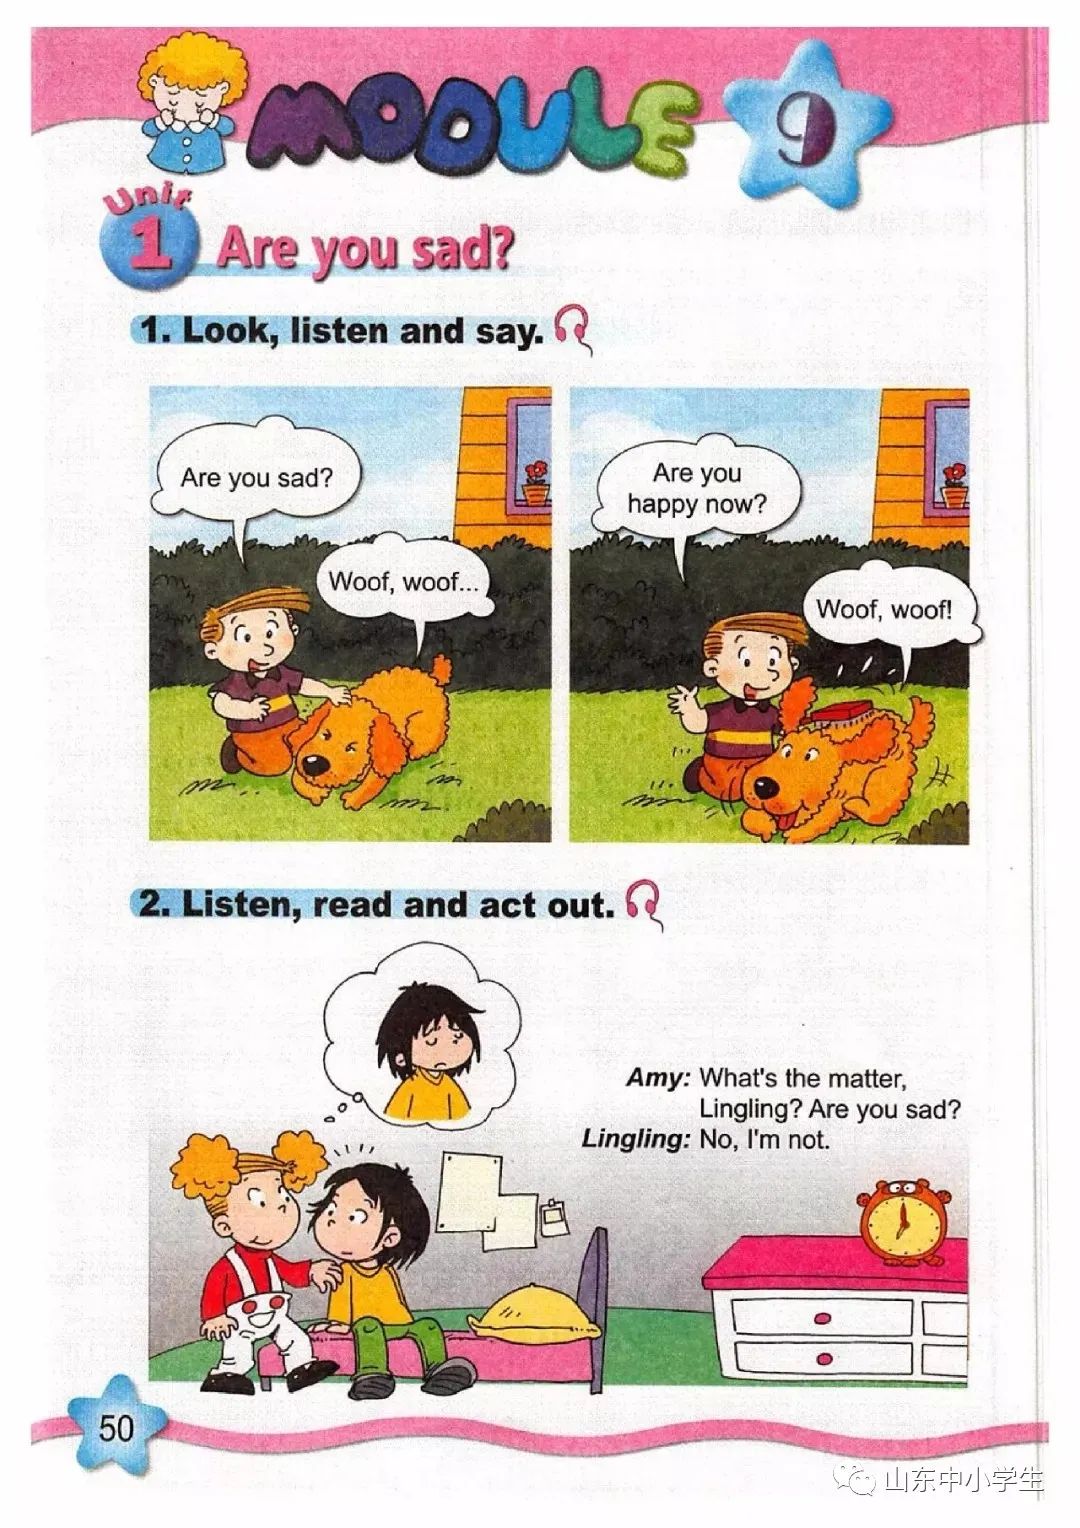 MODULE 9
Unit 1 Are you sad?
1. Look, listen and say.
Are you sad?
Woof, woof...
Are you
happy now?
Woof, woof!
2. Listen, read and act out.
Amy: What's the matter,
Lingling? Are you sad?
Lingling: No, I'm not.
50
山东中小学生